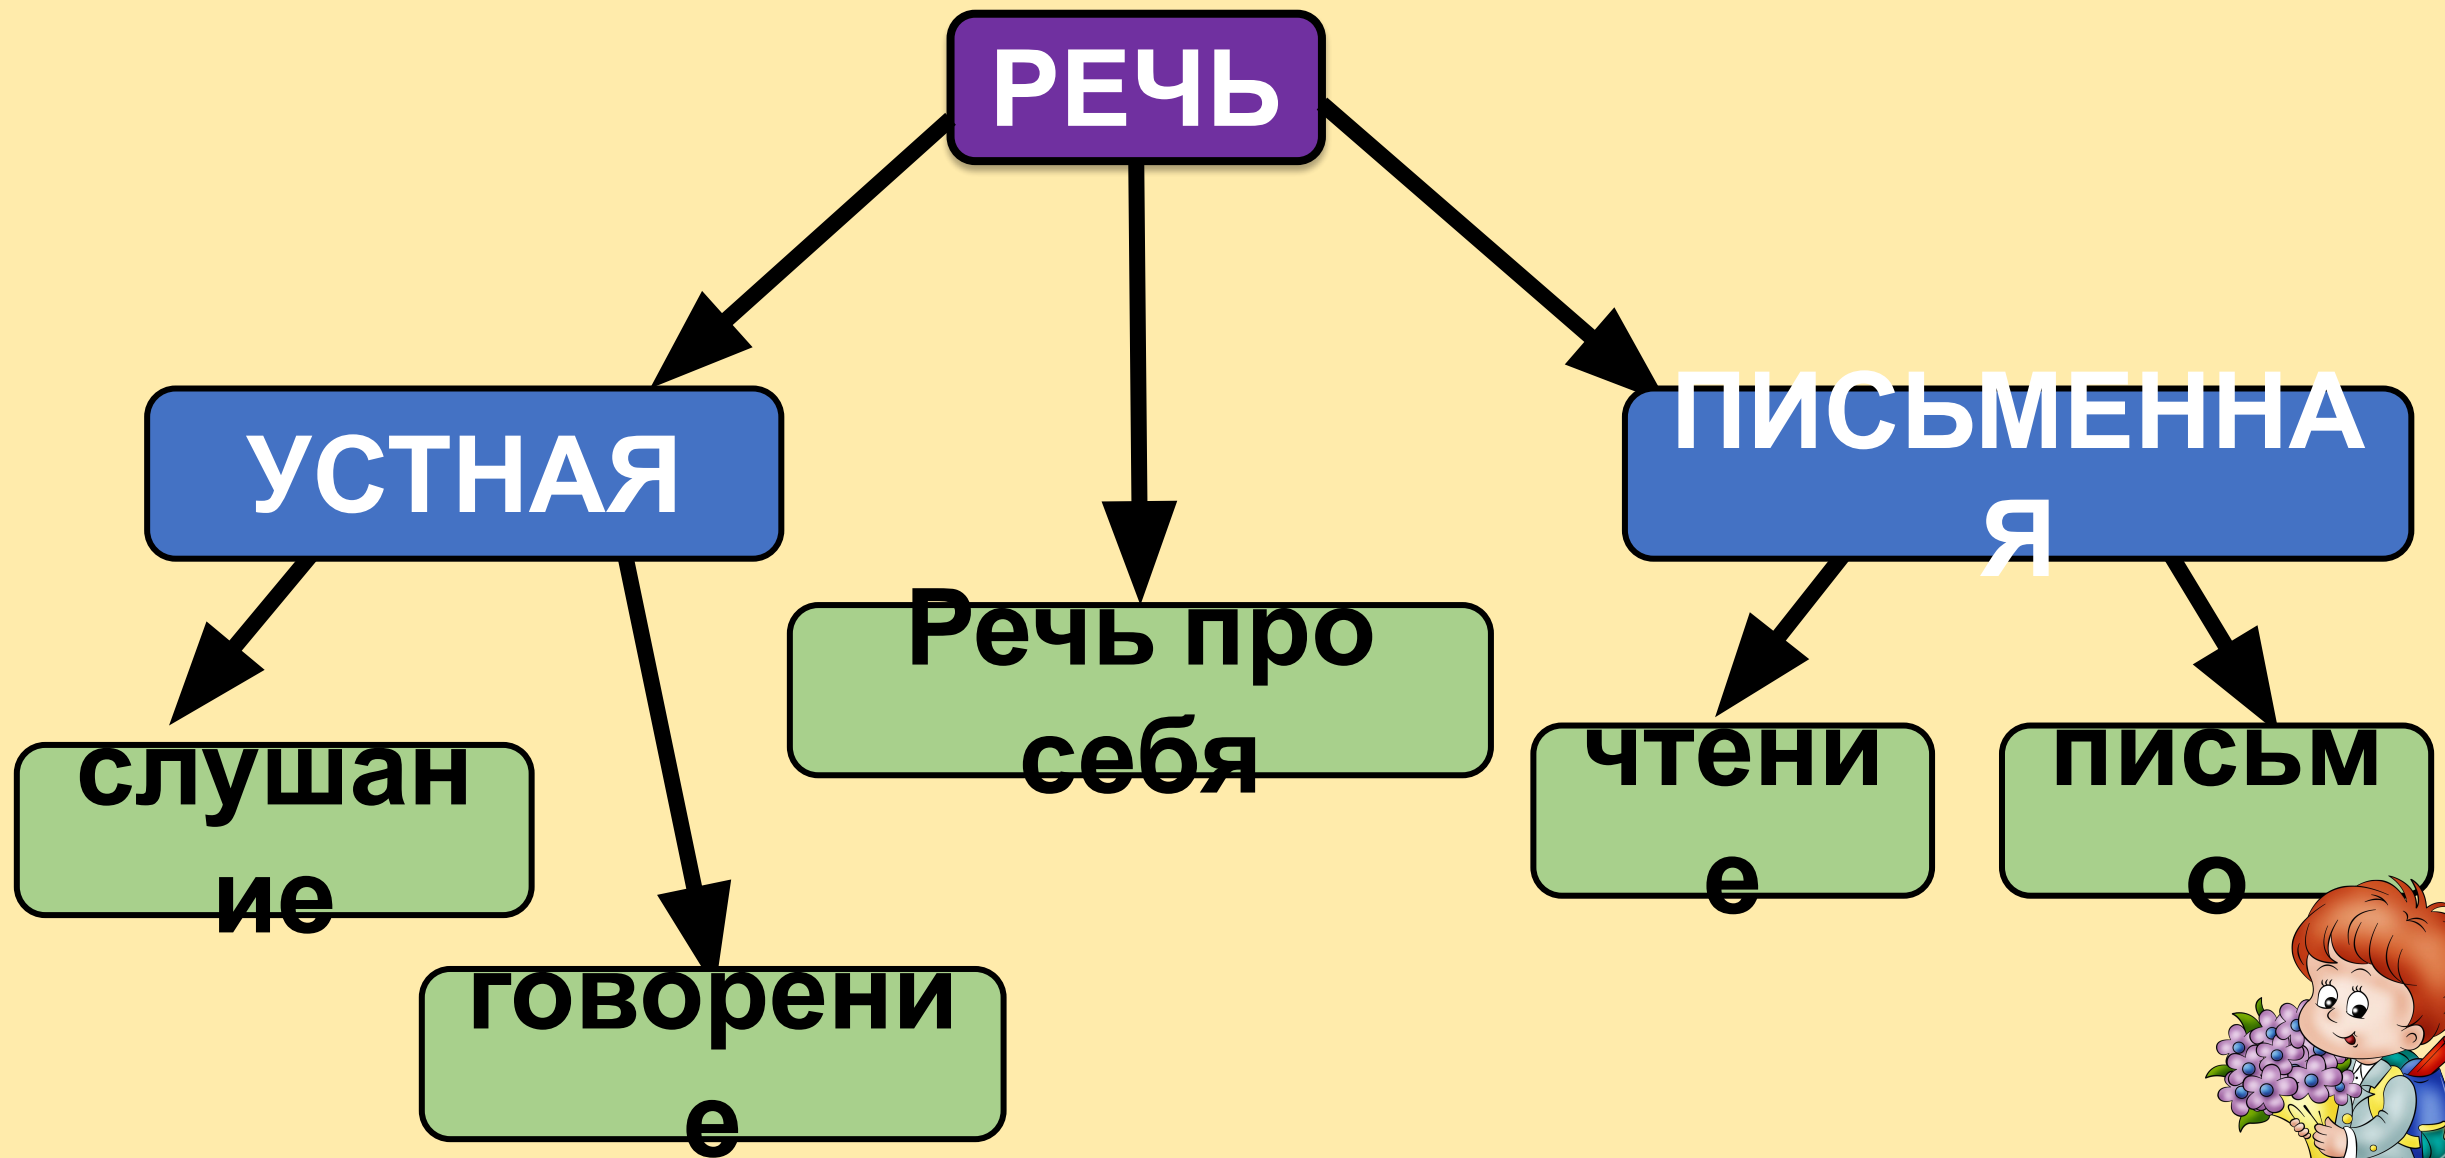 РЕЧЬ
УСТНАЯ
ПИСЬМЕННА
Я
Речь про
себя
слушан
ие
говорени
е
чтени
е
письм
о